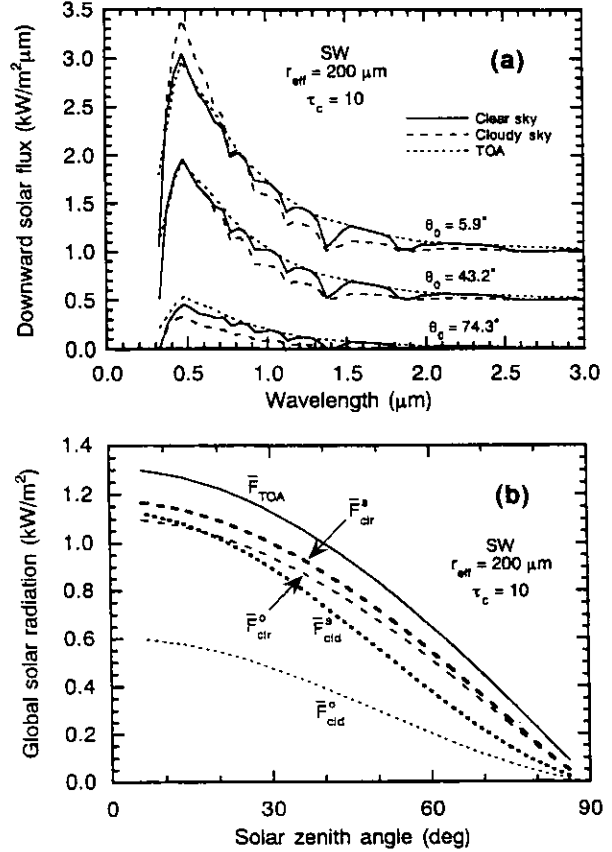 (a)
SW
r_eff = 200 μm
τ_c = 10
Clear sky
Cloudy sky
TOA
θ_0 = 5.9°
θ_0 = 43.2°
θ_0 = 74.3°
Downward solar flux (kW/m²μm)
3.5
3.0
2.5
2.0
1.5
1.0
0.5
0.0
0.0 0.5 1.0 1.5 2.0 2.5 3.0
Wavelength (μm)
(b)
SW
r_eff = 200 μm
τ_c = 10
F̄_TOA
F̄^s_clr
F̄^o_clr
F̄^s_cld
F̄^o_cld
Global solar radiation (kW/m²)
1.4
1.2
1.0
0.8
0.6
0.4
0.2
0.0
0 30 60 90
Solar zenith angle (deg)